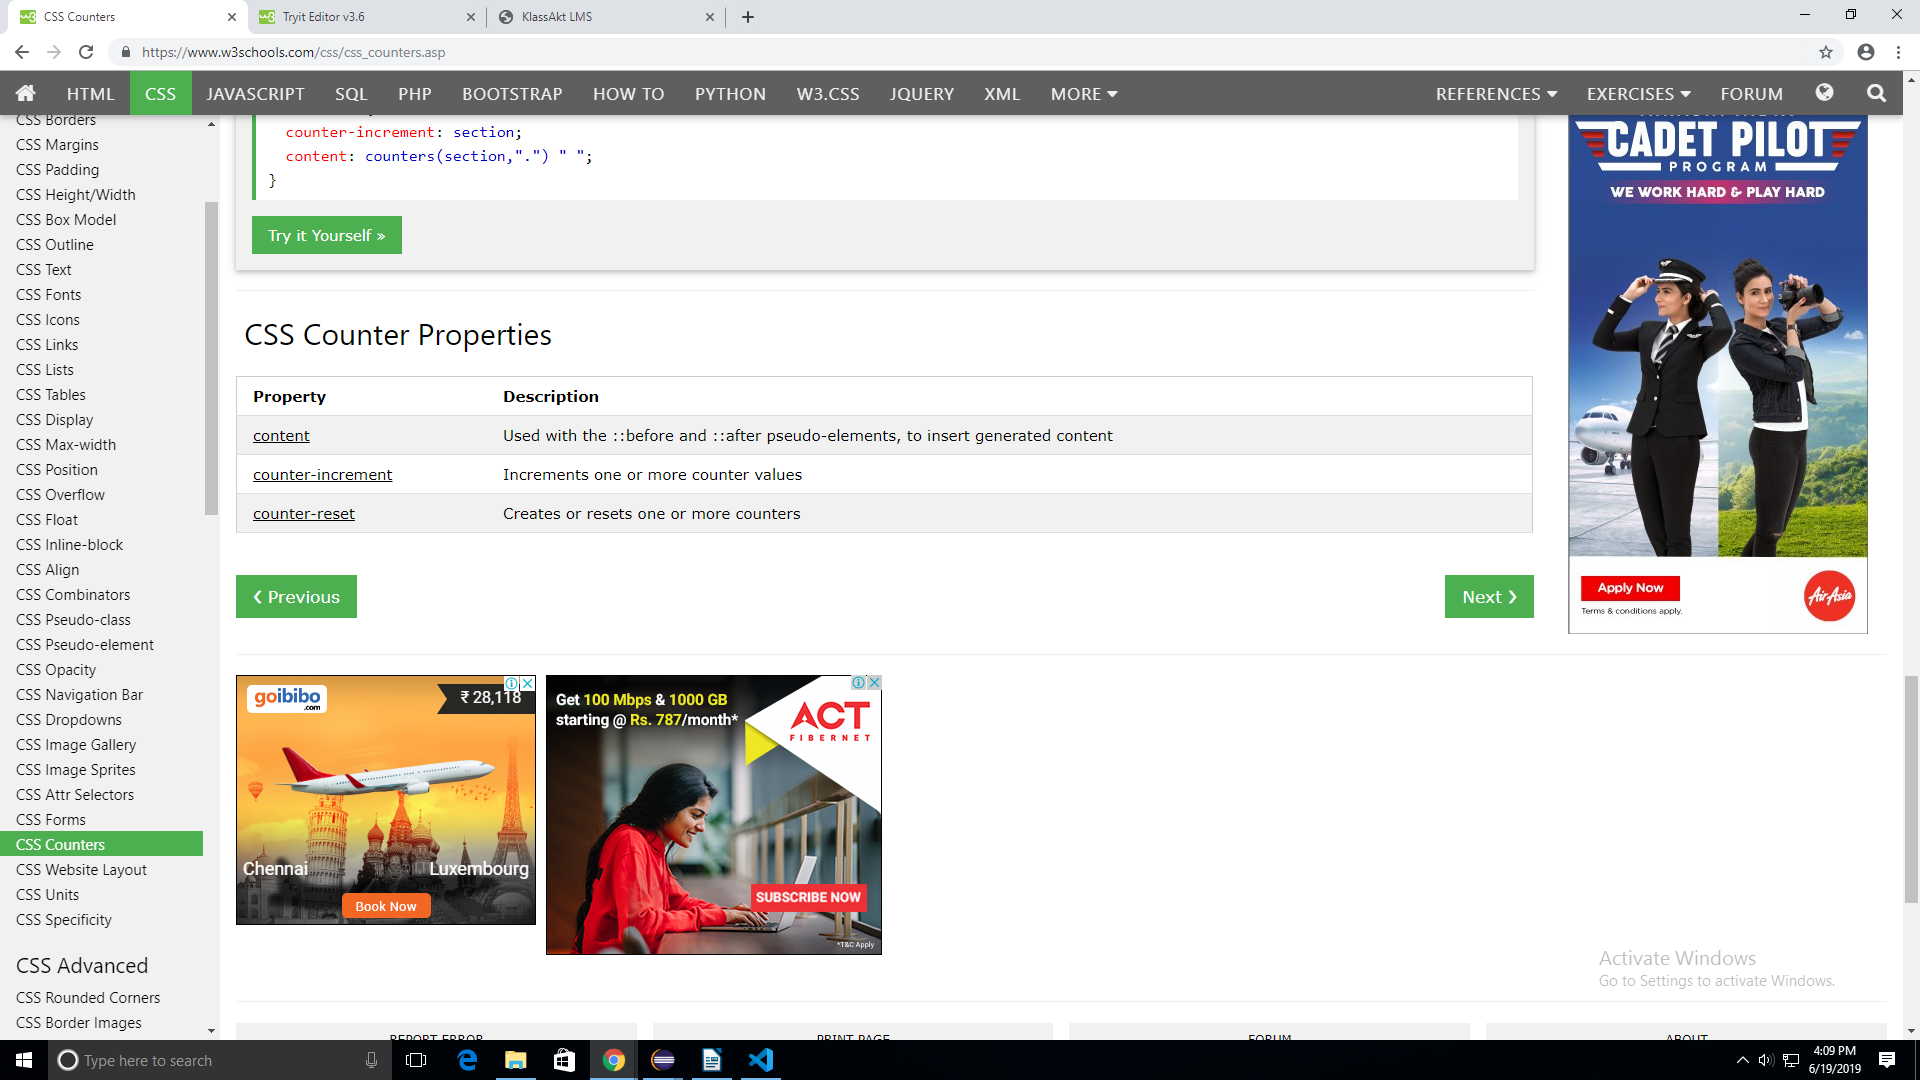 CSS Counters
Tryit Editor v3.6
KlassAkt LMS
https://www.w3schools.com/css/css_counters.asp
HTML CSS JAVASCRIPT SQL PHP BOOTSTRAP HOW TO PYTHON W3.CSS JQUERY XML MORE REFERENCES EXERCISES FORUM
CSS Borders
CSS Margins
CSS Padding
CSS Height/Width
CSS Box Model
CSS Outline
CSS Text
CSS Fonts
CSS Icons
CSS Links
CSS Lists
CSS Tables
CSS Display
CSS Max-width
CSS Position
CSS Overflow
CSS Float
CSS Inline-block
CSS Align
CSS Combinators
CSS Pseudo-class
CSS Pseudo-element
CSS Opacity
CSS Navigation Bar
CSS Dropdowns
CSS Image Gallery
CSS Image Sprites
CSS Attr Selectors
CSS Forms
CSS Counters
CSS Website Layout
CSS Units
CSS Specificity
CSS Advanced
CSS Rounded Corners
CSS Border Images
counter-increment: section;
content: counters(section,".") " ";
}
Try it Yourself »
CSS Counter Properties
Property Description
content Used with the ::before and ::after pseudo-elements, to insert generated content
counter-increment Increments one or more counter values
counter-reset Creates or resets one or more counters
❮ Previous
Next ❯
goibibo
.com
₹ 28,118
Chennai Luxembourg
Book Now
Get 100 Mbps & 1000 GB
starting @ Rs. 787/month*
ACT
FIBERNET
SUBSCRIBE NOW
*T&C Apply
CADET PILOT
PROGRAM
WE WORK HARD & PLAY HARD
Apply Now
Terms & conditions apply.
AirAsia
Activate Windows
Go to Settings to activate Windows.
REPORT ERROR
PRINT PAGE
FORUM
ABOUT
Type here to search
4:09 PM
6/19/2019